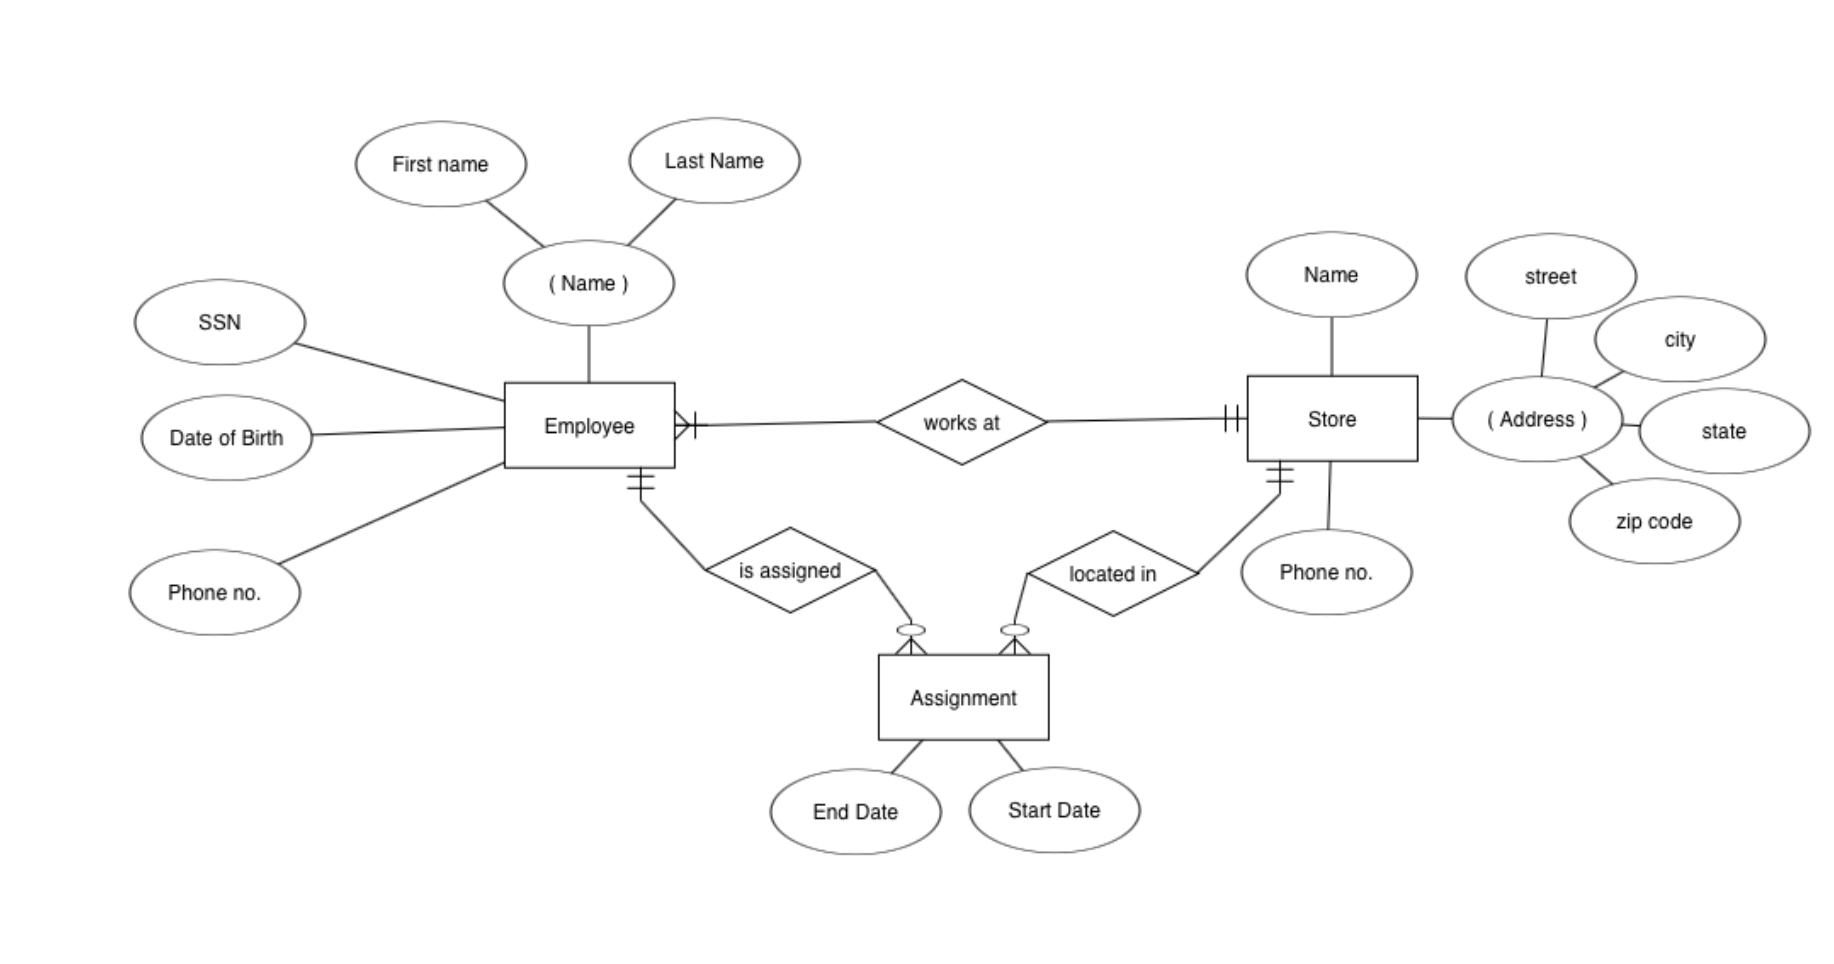 First name
Last Name
( Name )
SSN
Date of Birth
Phone no.
Employee
works at
Name
street
city
Store
( Address )
state
zip code
Phone no.
is assigned
located in
Assignment
End Date
Start Date